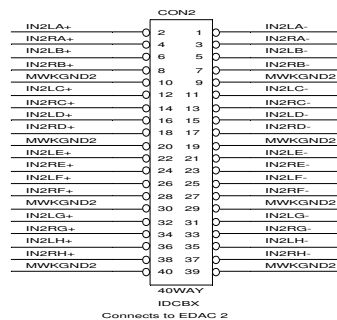 CON2
IN2LA+ 2 1 IN2LA-
IN2RA+ 4 3 IN2RA-
IN2LB+ 6 5 IN2LB-
IN2RB+ 8 7 IN2RB-
MWKGND2 10 9 MWKGND2
IN2LC+ 12 11 IN2LC-
IN2RC+ 14 13 IN2RC-
IN2LD+ 16 15 IN2LD-
IN2RD+ 18 17 IN2RD-
MWKGND2 20 19 MWKGND2
IN2LE+ 22 21 IN2LE-
IN2RE+ 24 23 IN2RE-
IN2LF+ 26 25 IN2LF-
IN2RF+ 28 27 IN2RF-
MWKGND2 30 29 MWKGND2
IN2LG+ 32 31 IN2LG-
IN2RG+ 34 33 IN2RG-
IN2LH+ 36 35 IN2LH-
IN2RH+ 38 37 IN2RH-
MWKGND2 40 39 MWKGND2
40WAY
IDCBX
Connects to EDAC 2